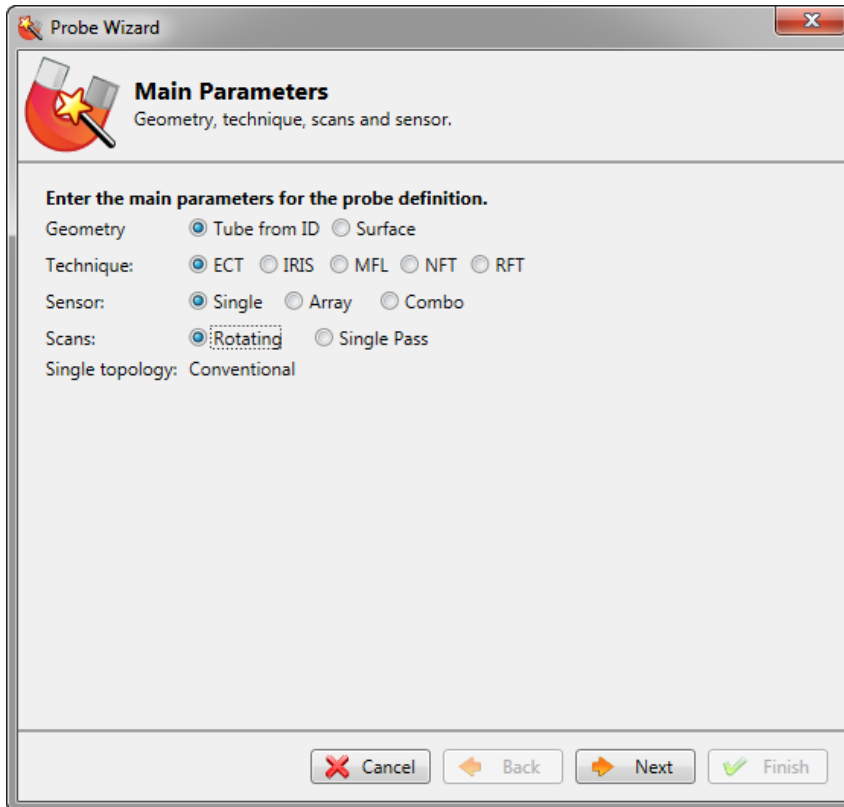 Probe Wizard
Main Parameters
Geometry, technique, scans and sensor.
Enter the main parameters for the probe definition.
Geometry Tube from ID Surface
Technique: ECT IRIS MFL NFT RFT
Sensor: Single Array Combo
Scans: Rotating Single Pass
Single topology: Conventional
Cancel Back Next Finish